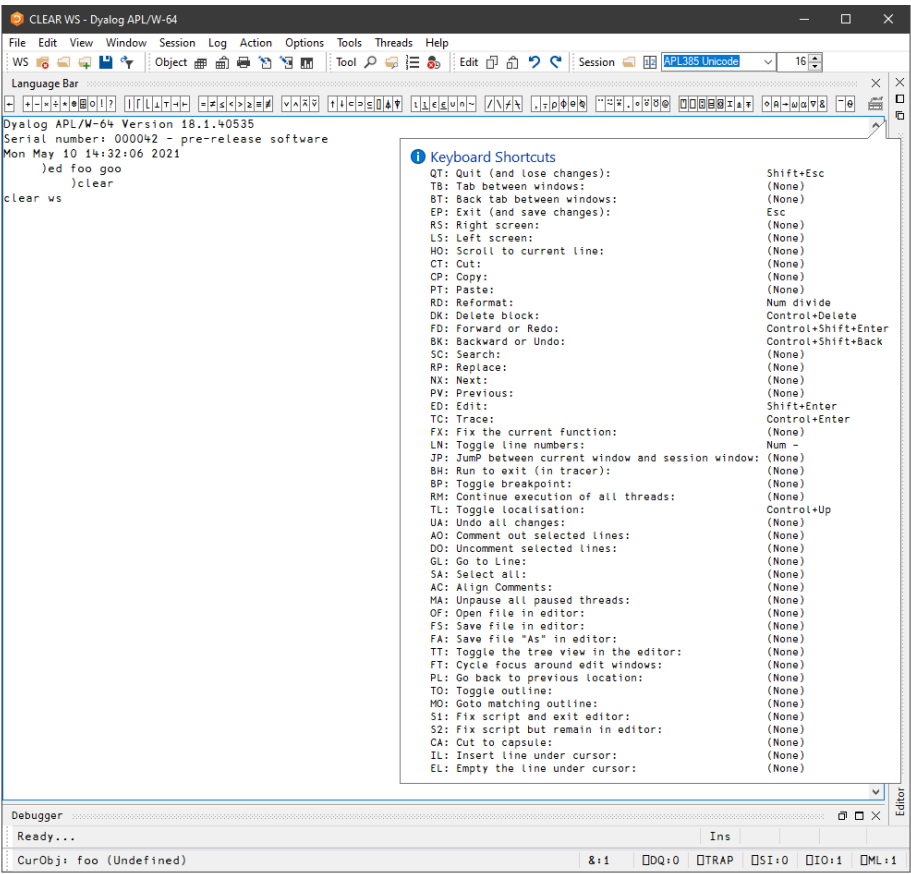 CLEAR WS - Dyalog APL/W-64
File Edit View Window Session Log Action Options Tools Threads Help
WS Object Tool Edit Session APL385 Unicode 16
Language Bar
Dyalog APL/W-64 Version 18.1.40535
Serial number: 000042 - pre-release software
Mon May 10 14:32:06 2021
)ed foo goo
)clear
clear ws
Keyboard Shortcuts
QT: Quit (and lose changes): Shift+Esc
TB: Tab between windows: (None)
BT: Back tab between windows: (None)
EP: Exit (and save changes): Esc
RS: Right screen: (None)
LS: Left screen: (None)
HO: Scroll to current line: (None)
CT: Cut: (None)
CP: Copy: (None)
PT: Paste: (None)
RD: Reformat: Num divide
DK: Delete block: Control+Delete
FD: Forward or Redo: Control+Shift+Enter
BK: Backward or Undo: Control+Shift+Back
SC: Search: (None)
RP: Replace: (None)
NX: Next: (None)
PV: Previous: (None)
ED: Edit: Shift+Enter
TC: Trace: Control+Enter
FX: Fix the current function: (None)
LN: Toggle line numbers: Num -
JP: JumP between current window and session window: (None)
BH: Run to exit (in tracer): (None)
BP: Toggle breakpoint: (None)
RM: Continue execution of all threads: (None)
TL: Toggle localisation: Control+Up
UA: Undo all changes: (None)
AO: Comment out selected lines: (None)
DO: Uncomment selected lines: (None)
GL: Go to Line: (None)
SA: Select all: (None)
AC: Align Comments: (None)
MA: Unpause all paused threads: (None)
OF: Open file in editor: (None)
FS: Save file in editor: (None)
FA: Save file "As" in editor: (None)
TT: Toggle the tree view in the editor: (None)
FT: Cycle focus around edit windows: (None)
PL: Go back to previous location: (None)
TO: Toggle outline: (None)
MO: Goto matching outline: (None)
S1: Fix script and exit editor: (None)
S2: Fix script but remain in editor: (None)
CA: Cut to capsule: (None)
IL: Insert line under cursor: (None)
EL: Empty the line under cursor: (None)
Editor
Debugger
Ready... Ins
CurObj: foo (Undefined) &:1 ⎕DQ:0 ⎕TRAP ⎕SI:0 ⎕IO:1 ⎕ML:1